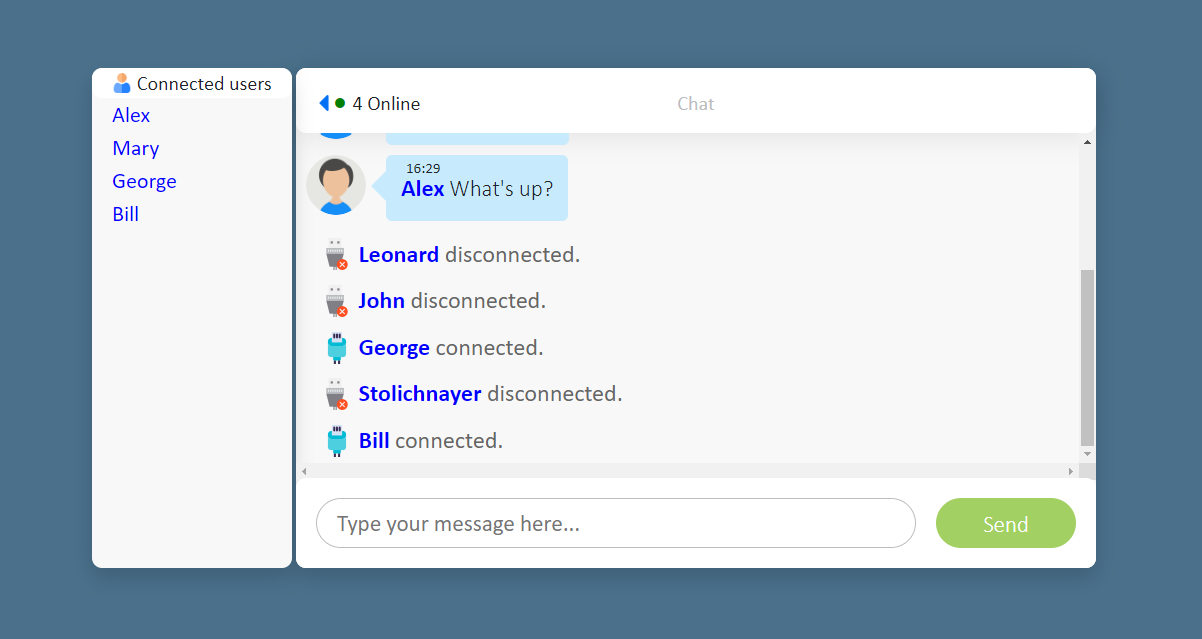 Connected users
Alex
Mary
George
Bill
4 Online
Chat
16:29
Alex What's up?
Leonard disconnected.
John disconnected.
George connected.
Stolichnayer disconnected.
Bill connected.
Type your message here...
Send